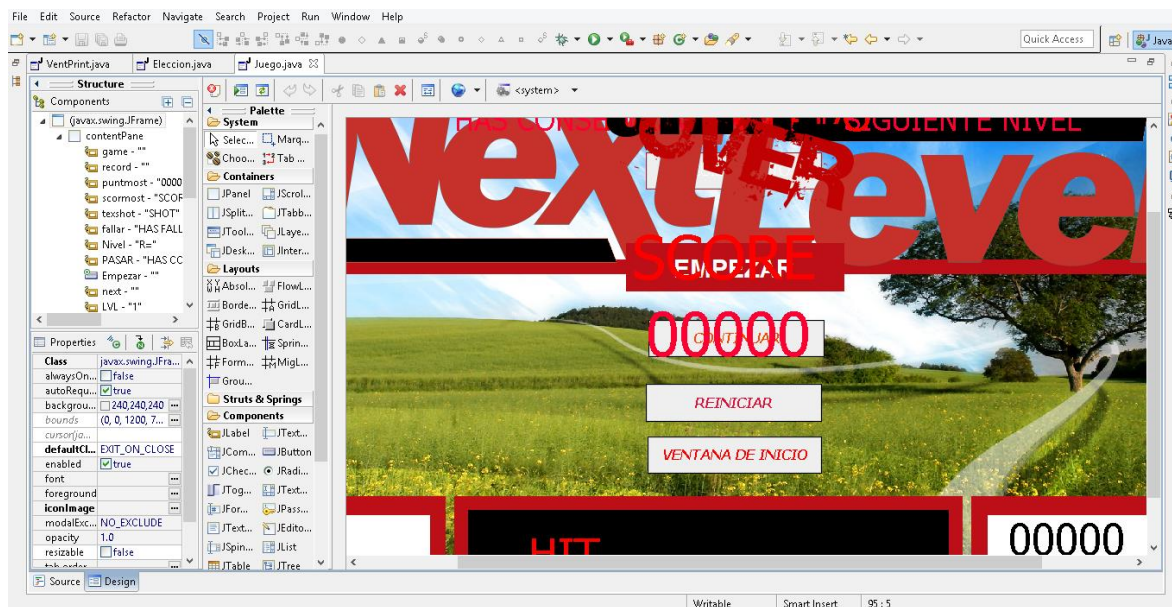 File Edit Source Refactor Navigate Search Project Run Window Help
Quick Access
Java
VentPrint.java Eleccion.java Juego.java
Structure
Components
(javax.swing.JFrame)
contentPane
game - ""
record - ""
puntmost - "0000
scormost - "SCOF
texshot - "SHOT"
fallar - "HAS FALL
Nivel - "R="
PASAR - "HAS CC
Empezar - ""
next - ""
LVL - "1"
Properties
Class javax.swing.JFra...
alwaysOn... false
autoRequ... true
backgrou... 240,240,240 ...
bounds (0, 0, 1200, 7... ...
cursor(ja...
defaultCl... EXIT_ON_CLOSE
enabled true
font ...
foreground ...
iconImage ...
modalExc... NO_EXCLUDE
opacity 1.0
resizable false
tab order
Source Design
<system>
Palette
System
Selec... Marq...
Choo... Tab ...
Containers
JPanel JScrol...
JSplit... JTabb...
JTool... JLaye...
JDesk... JInter...
Layouts
Absol... FlowL...
Borde... GridL...
GridB... CardL...
BoxLa... Sprin...
Form... MigL...
Grou...
Struts & Springs
Components
JLabel JText...
JCom... JButton
JChec... JRadi...
JTog... JText...
JFor... JPass...
JText... JEdito...
JSpin... JList
JTable JTree
SIGUIENTE NIVEL
OVER
Next Level
SCORE
EMPEZAR
00000
CONTINUAR
REINICIAR
VENTANA DE INICIO
HIT
00000
Writable Smart Insert 95 : 5